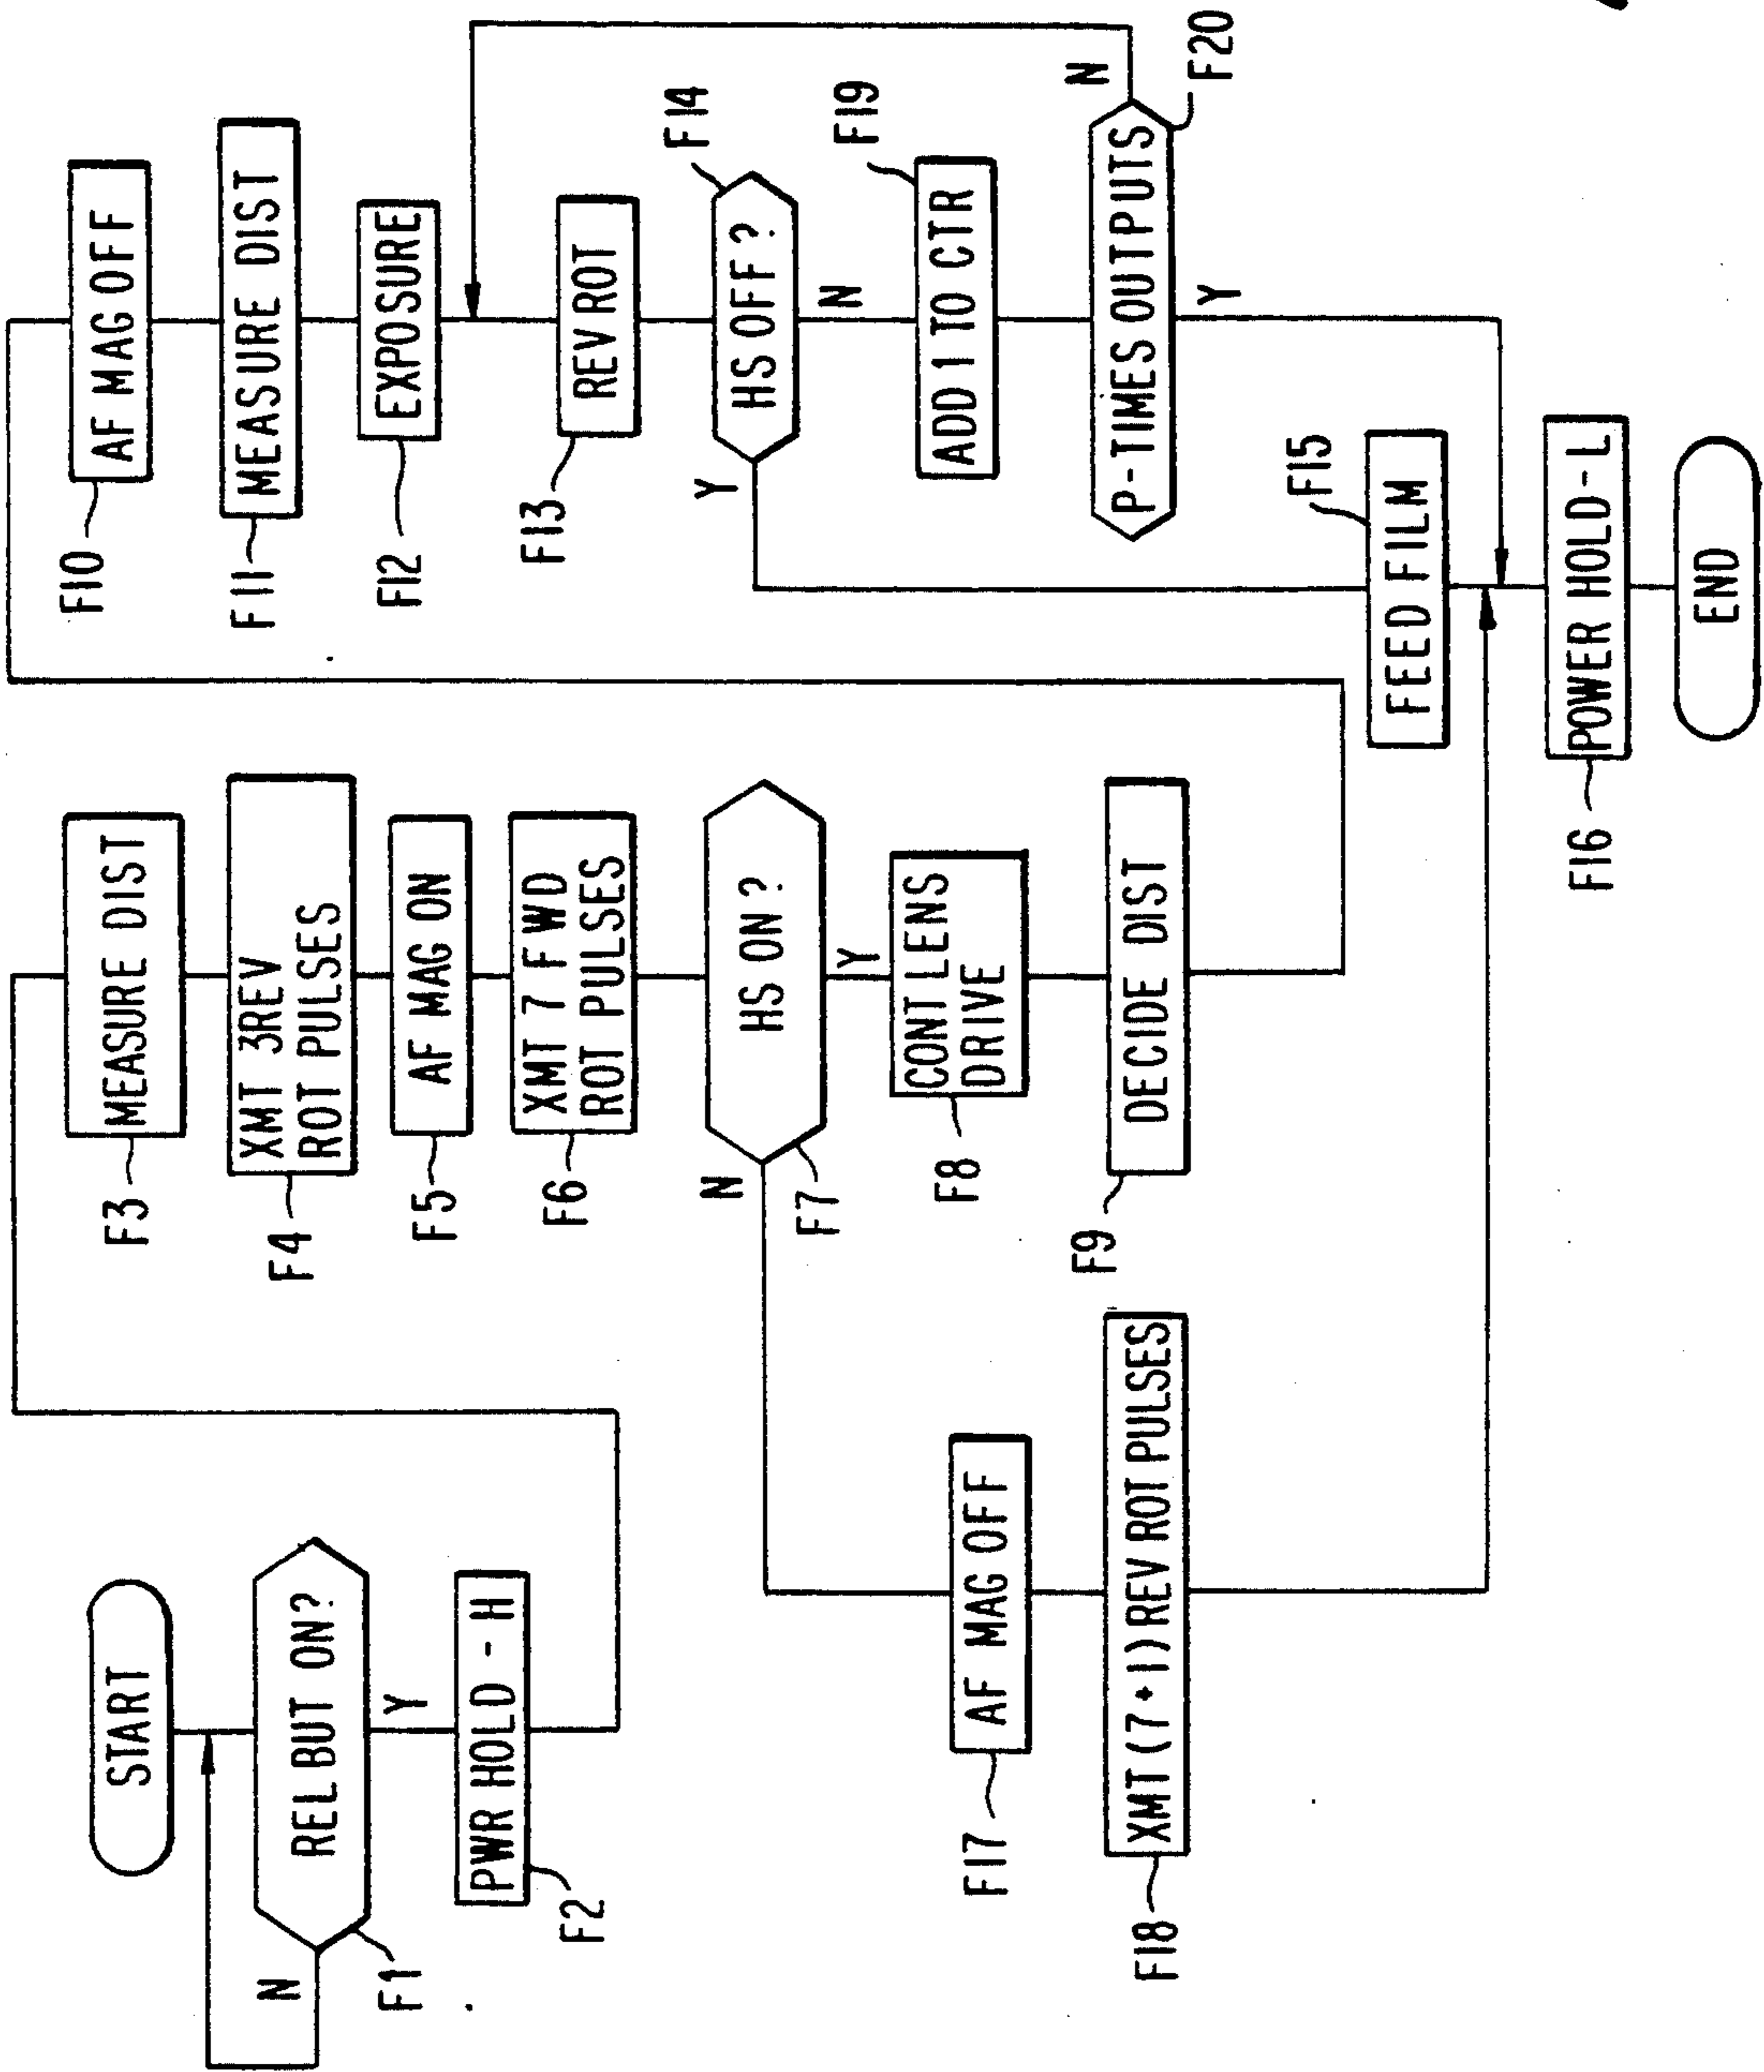 START
REL BUT ON?
N
Y
F1
PWR HOLD - H
F2
MEASURE DIST
F3
XMT 3REV
ROT PULSES
F4
AF MAG ON
F5
XMT 7 FWD
ROT PULSES
F6
HS ON?
N
Y
F7
CONT LENS
DRIVE
F8
DECIDE DIST
F9
AF MAG OFF
F17
XMT (7+1) REV ROT PULSES
F18
AF MAG OFF
F10
MEASURE DIST
F11
EXPOSURE
F12
REV ROT
F13
HS OFF?
F14
Y
N
ADD 1 TO CTR
F19
P-TIMES OUTPUTS
F20
N
Y
FEED FILM
F15
POWER HOLD-L
F16
END